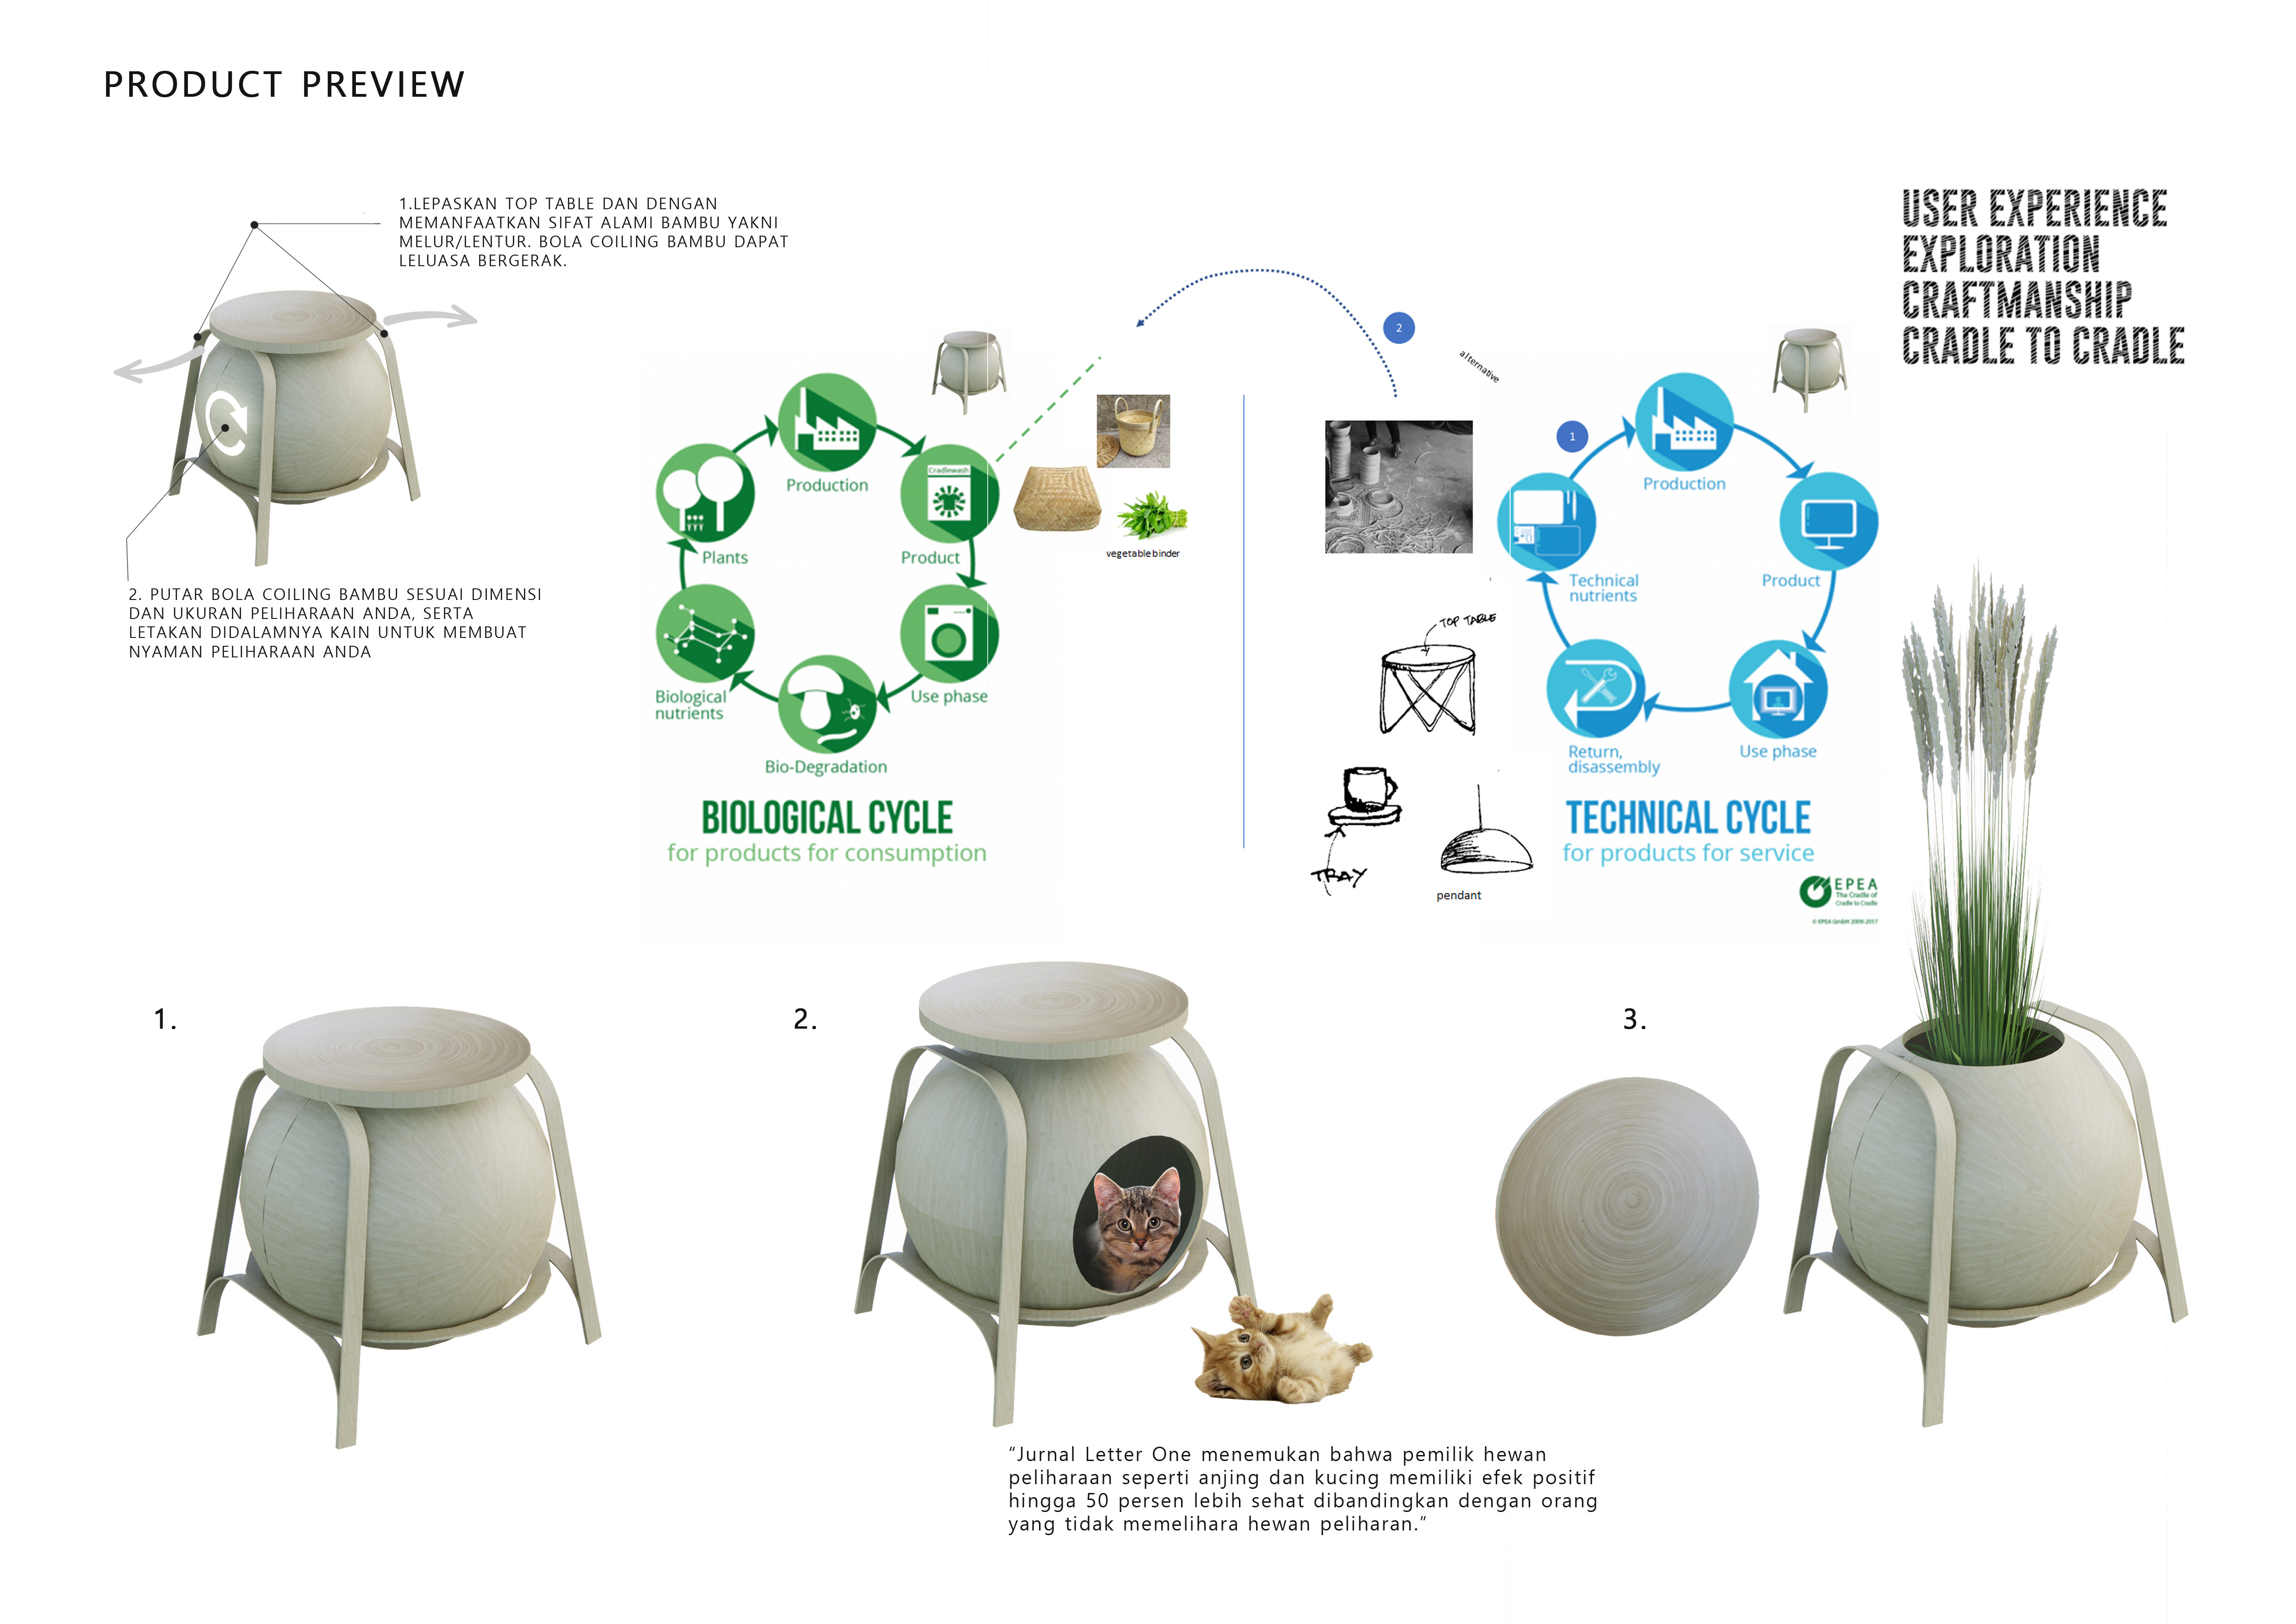 PRODUCT PREVIEW
1.LEPASKAN TOP TABLE DAN DENGAN
MEMANFAATKAN SIFAT ALAMI BAMBU YAKNI
MELUR/LENTUR. BOLA COILING BAMBU DAPAT
LELUASA BERGERAK.
2. PUTAR BOLA COILING BAMBU SESUAI DIMENSI
DAN UKURAN PELIHARAAN ANDA, SERTA
LETAKAN DIDALAMNYA KAIN UNTUK MEMBUAT
NYAMAN PELIHARAAN ANDA
USER EXPERIENCE
EXPLORATION
CRAFTMANSHIP
CRADLE TO CRADLE
Production
Cradlewash
Product
Plants
Use phase
Biological
nutrients
Bio-Degradation
BIOLOGICAL CYCLE
for products for consumption
vegetable binder
2
alternative
1
Production
Product
Technical
nutrients
Use phase
Return,
disassembly
TECHNICAL CYCLE
for products for service
TOP TABLE
TRAY
pendant
EPEA
The Cradle of
Cradle to Cradle
© EPEA GmbH 2009-2017
1.
2.
3.
“Jurnal Letter One menemukan bahwa pemilik hewan
peliharaan seperti anjing dan kucing memiliki efek positif
hingga 50 persen lebih sehat dibandingkan dengan orang
yang tidak memelihara hewan peliharan.”